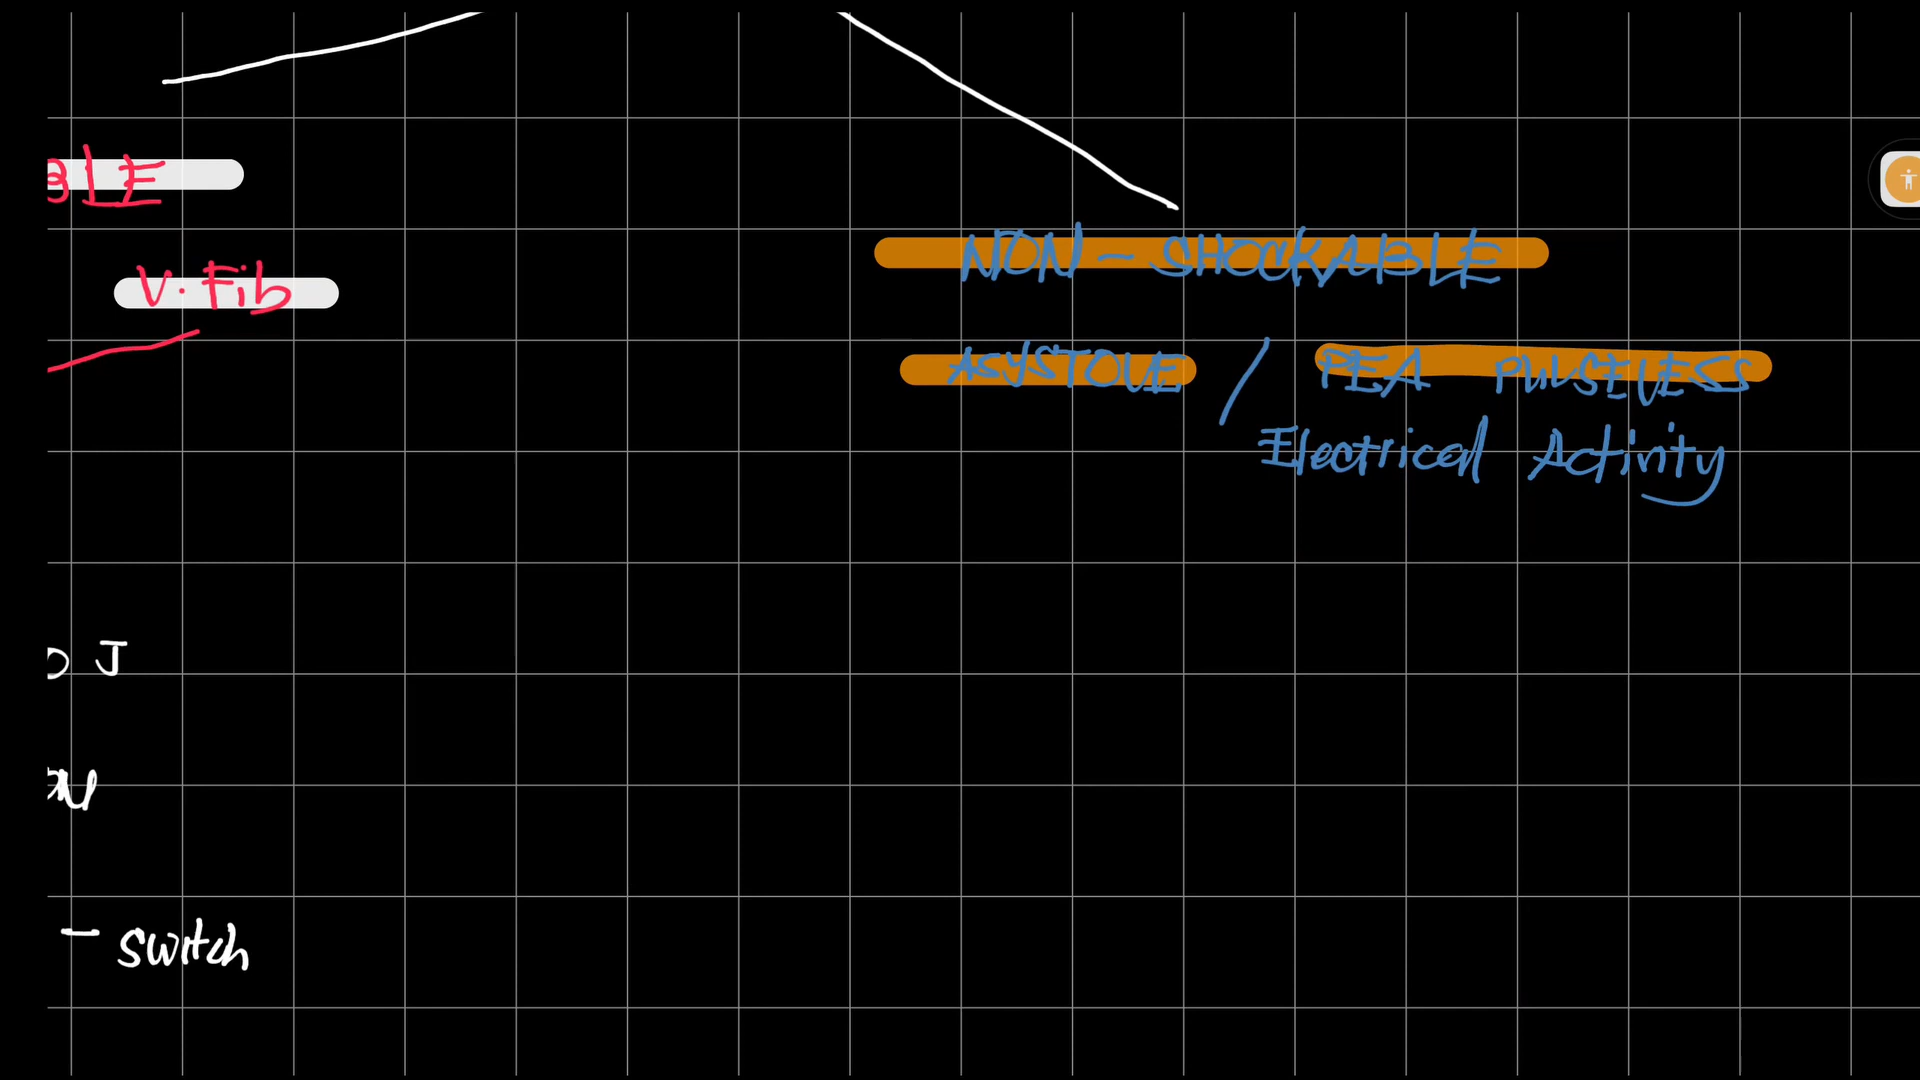 BLE
V. Fib
NON - SHOCKABLE
ASYSTOLE / PEA PULSELESS
Electrical Activity
J
- switch